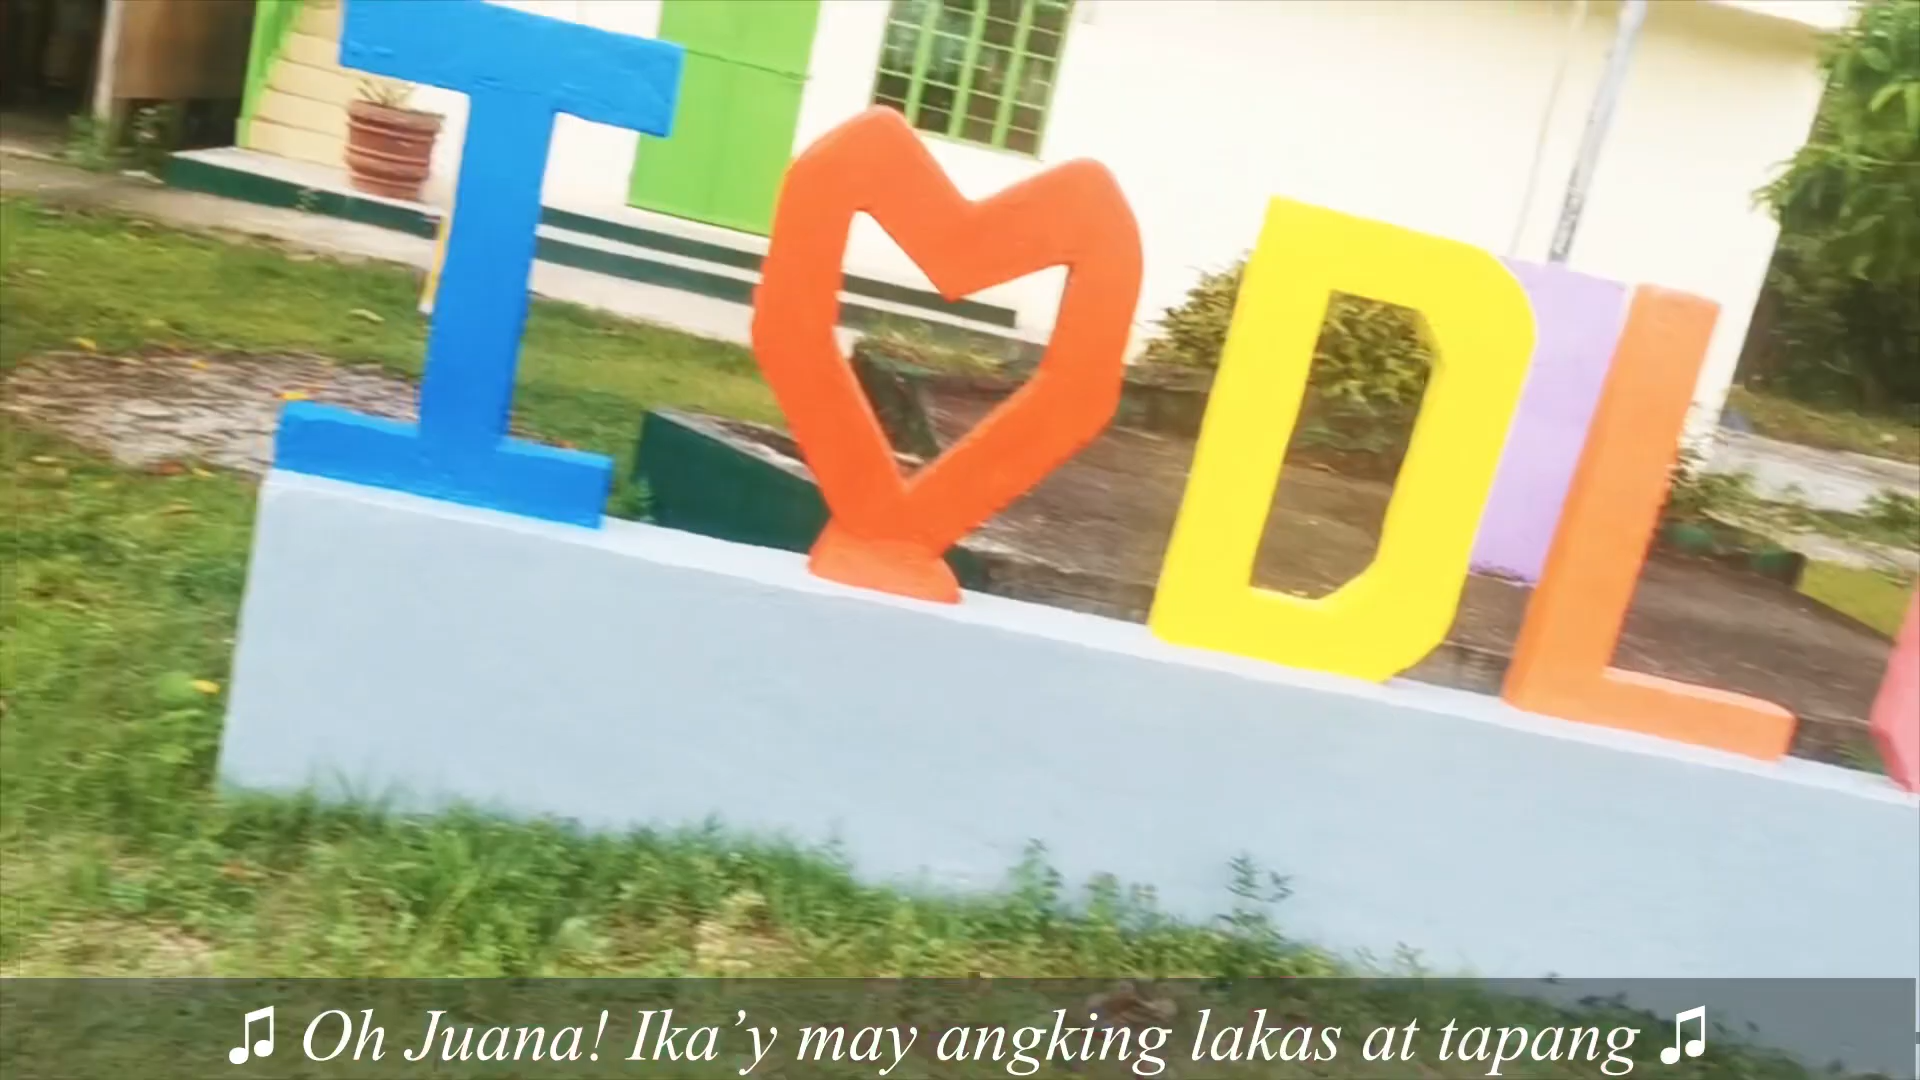 I ♥ DL
♫ Oh Juana! Ika’y may angking lakas at tapang ♫